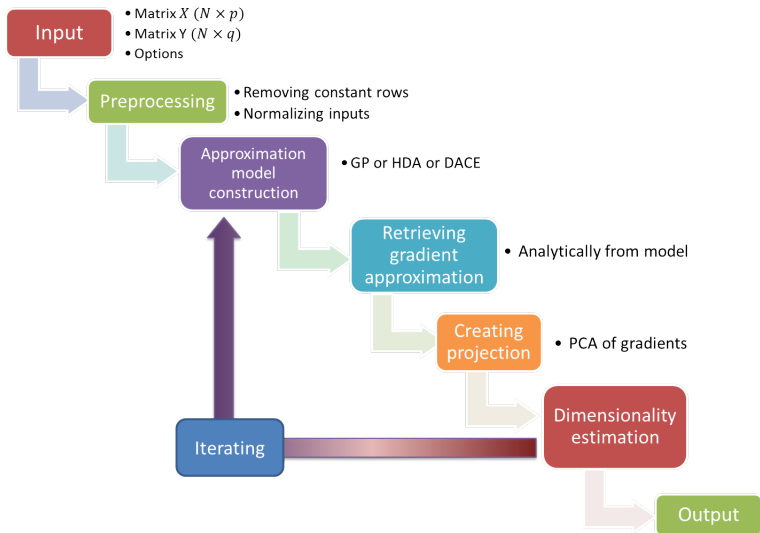 Input
• Matrix X (N × p)
• Matrix Y (N × q)
• Options
Preprocessing
• Removing constant rows
• Normalizing inputs
Approximation
model
construction
• GP or HDA or DACE
Retrieving
gradient
approximation
• Analytically from model
Creating
projection
• PCA of gradients
Dimensionality
estimation
Iterating
Output